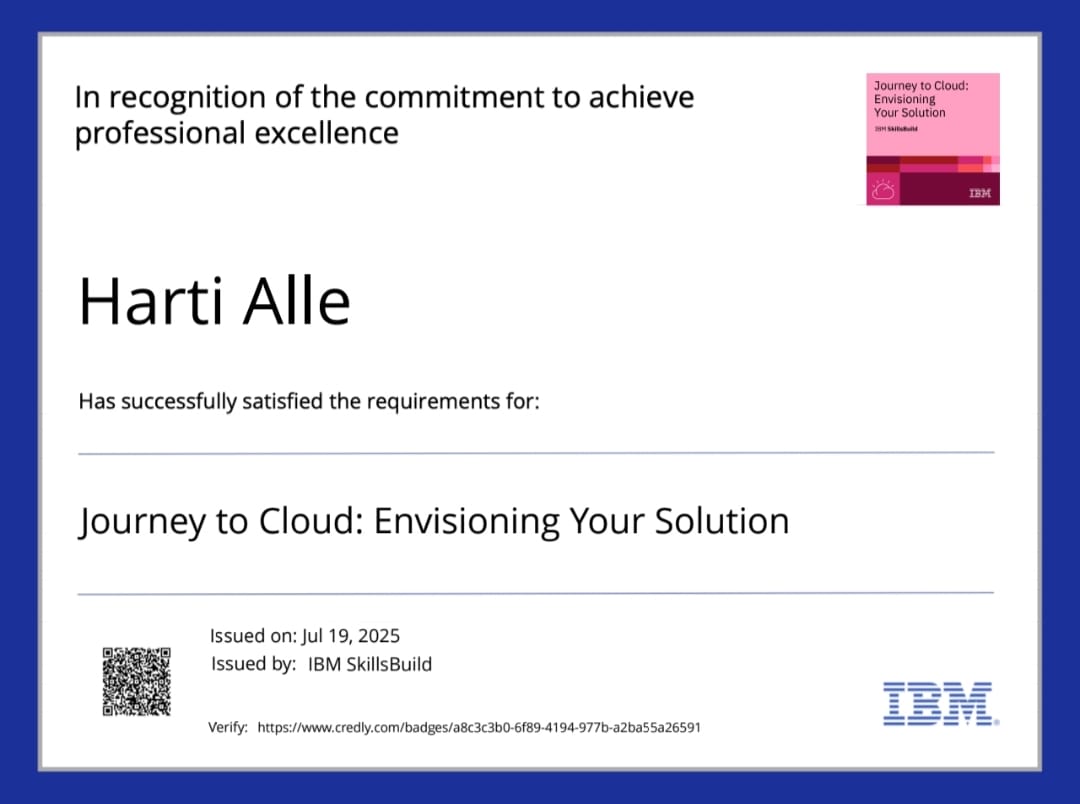 In recognition of the commitment to achieve
professional excellence
Journey to Cloud:
Envisioning
Your Solution
IBM SkillsBuild
IBM
Harti Alle
Has successfully satisfied the requirements for:
Journey to Cloud: Envisioning Your Solution
Issued on: Jul 19, 2025
Issued by: IBM SkillsBuild
Verify: https://www.credly.com/badges/a8c3c3b0-6f89-4194-977b-a2ba55a26591
IBM®